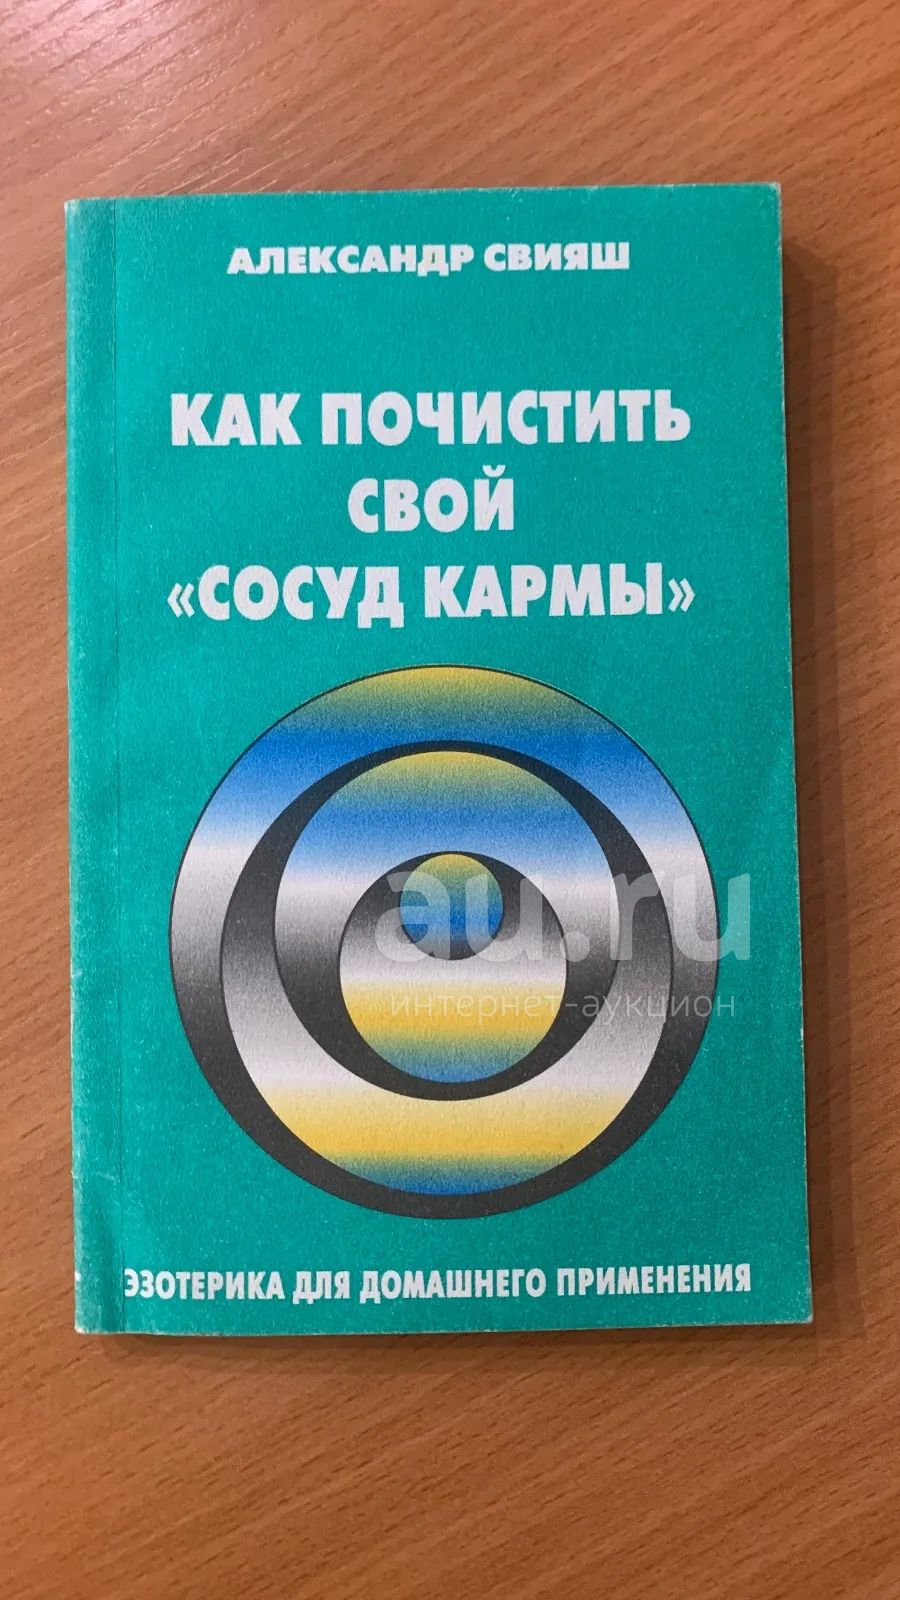 АЛЕКСАНДР СВИЯШ
КАК ПОЧИСТИТЬ
СВОЙ
«СОСУД КАРМЫ»
au.ru
интернет-аукцион
ЭЗОТЕРИКА ДЛЯ ДОМАШНЕГО ПРИМЕНЕНИЯ